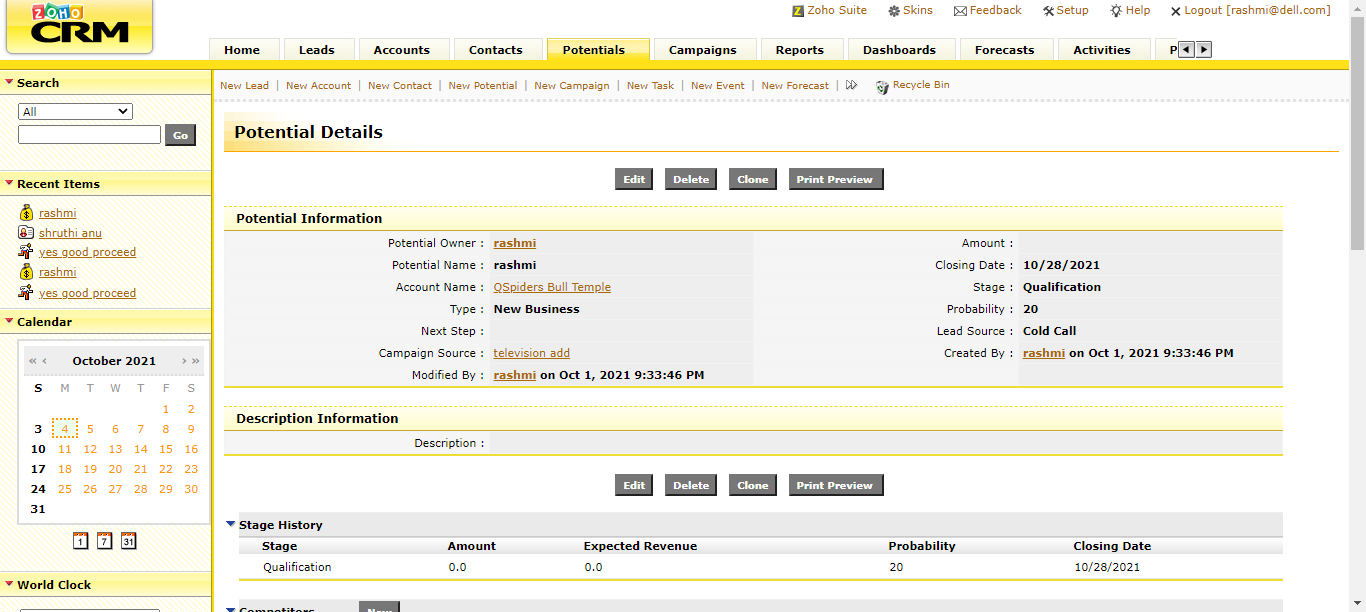 ZOHO
CRM
Zoho Suite Skins Feedback Setup Help Logout [rashmi@dell.com]
Home Leads Accounts Contacts Potentials Campaigns Reports Dashboards Forecasts Activities P
Search
All
Go
Recent Items
rashmi
shruthi anu
yes good proceed
rashmi
yes good proceed
Calendar
« ‹ October 2021 › »
S M T W T F S
1 2
3 4 5 6 7 8 9
10 11 12 13 14 15 16
17 18 19 20 21 22 23
24 25 26 27 28 29 30
31
1 7 31
World Clock
New Lead | New Account | New Contact | New Potential | New Campaign | New Task | New Event | New Forecast | Recycle Bin
Potential Details
Edit Delete Clone Print Preview
Potential Information
Potential Owner : rashmi Amount :
Potential Name : rashmi Closing Date : 10/28/2021
Account Name : QSpiders Bull Temple Stage : Qualification
Type : New Business Probability : 20
Next Step : Lead Source : Cold Call
Campaign Source : television add Created By : rashmi on Oct 1, 2021 9:33:46 PM
Modified By : rashmi on Oct 1, 2021 9:33:46 PM
Description Information
Description :
Edit Delete Clone Print Preview
Stage History
Stage Amount Expected Revenue Probability Closing Date
Qualification 0.0 0.0 20 10/28/2021
Competitors New